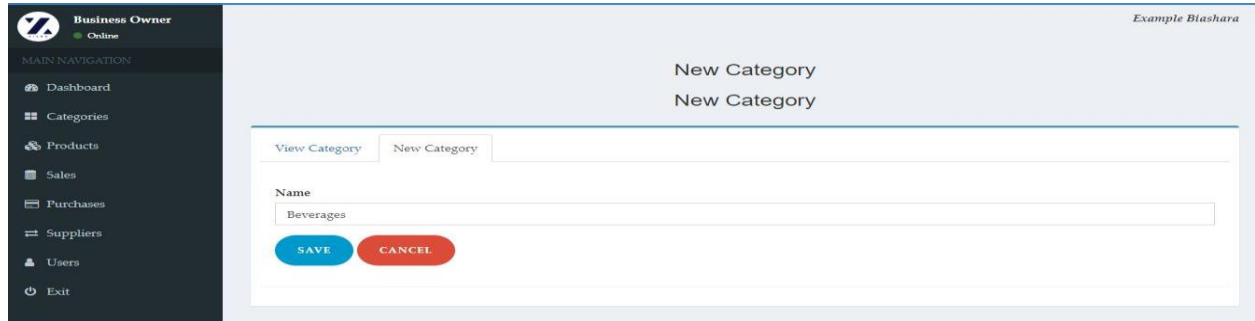 Business Owner
Online
Example Biashara
MAIN NAVIGATION
Dashboard
Categories
Products
Sales
Purchases
Suppliers
Users
Exit
New Category
New Category
View Category
New Category
Name
Beverages
SAVE
CANCEL